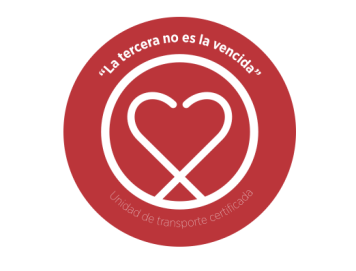 “La tercera no es la vencida”
Unidad de transporte certificada